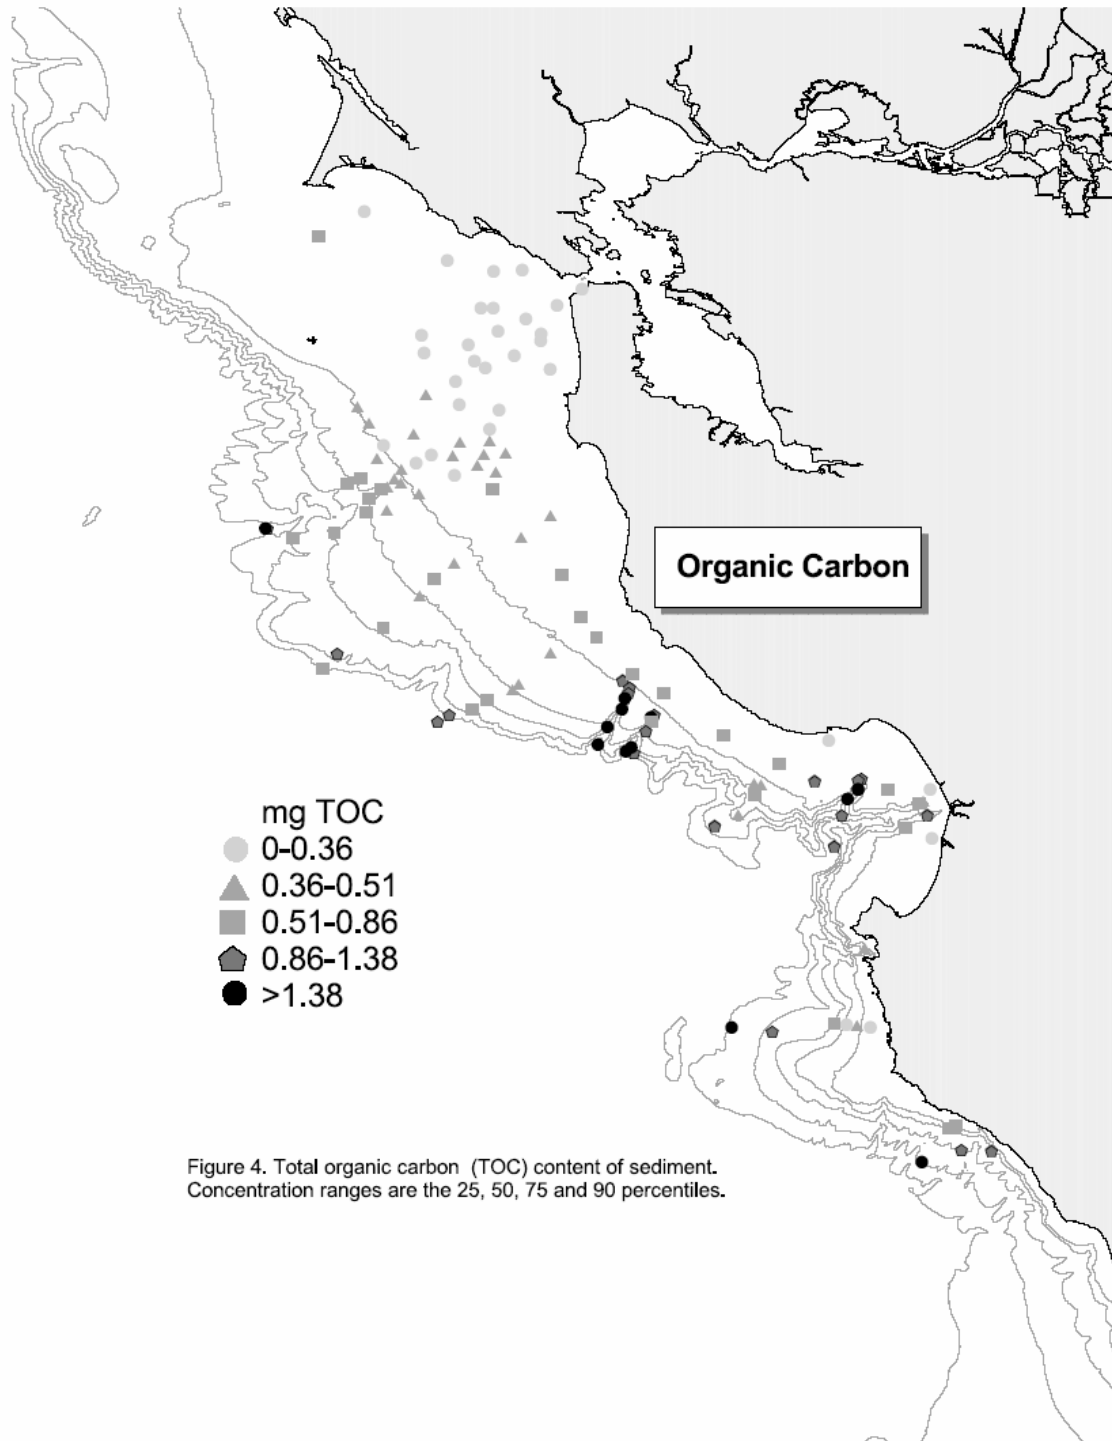 Organic Carbon
mg TOC
0-0.36
0.36-0.51
0.51-0.86
0.86-1.38
>1.38
Figure 4. Total organic carbon (TOC) content of sediment.
Concentration ranges are the 25, 50, 75 and 90 percentiles.